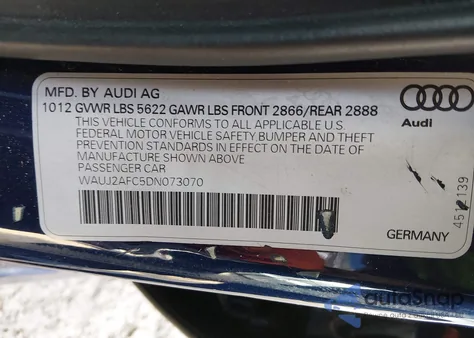 MFD. BY AUDI AG
1012 GVWR LBS 5622 GAWR LBS FRONT 2866/REAR 2888
THIS VEHICLE CONFORMS TO ALL APPLICABLE U.S.
FEDERAL MOTOR VEHICLE SAFETY BUMPER AND THEFT
PREVENTION STANDARDS IN EFFECT ON THE DATE OF
MANUFACTURE SHOWN ABOVE
PASSENGER CAR
WAUJ2AFC5DN073070
Audi
GERMANY
autoSnap